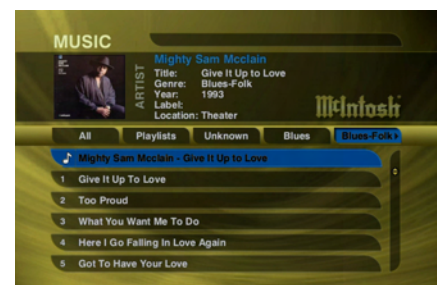 MUSIC
ARTIST
Mighty Sam Mcclain
Title: Give It Up to Love
Genre: Blues-Folk
Year: 1993
Label:
Location: Theater
McIntosh
All Playlists Unknown Blues Blues-Folk
Mighty Sam Mcclain - Give It Up to Love
1 Give It Up To Love
2 Too Proud
3 What You Want Me To Do
4 Here I Go Falling In Love Again
5 Got To Have Your Love